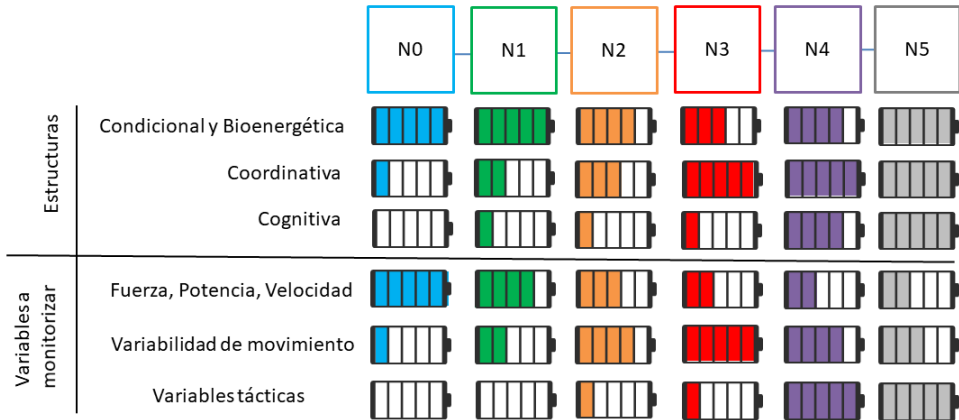 N0 N1 N2 N3 N4 N5
Estructuras
Condicional y Bioenergética
Coordinativa
Cognitiva
Variables a
monitorizar
Fuerza, Potencia, Velocidad
Variabilidad de movimiento
Variables tácticas